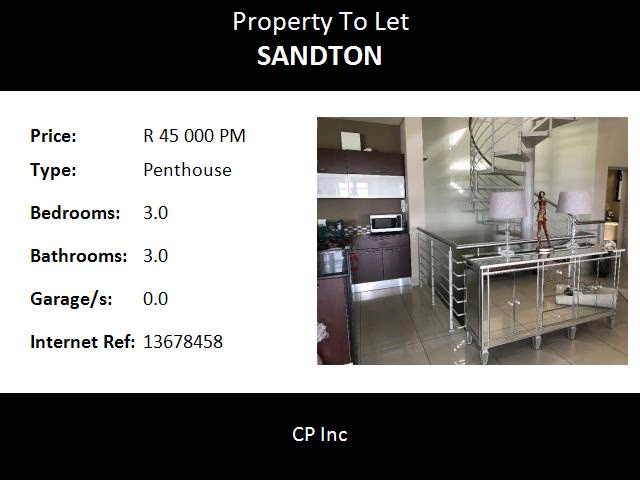 Property To Let
SANDTON
Price: R 45 000 PM
Type: Penthouse
Bedrooms: 3.0
Bathrooms: 3.0
Garage/s: 0.0
Internet Ref: 13678458
CP Inc